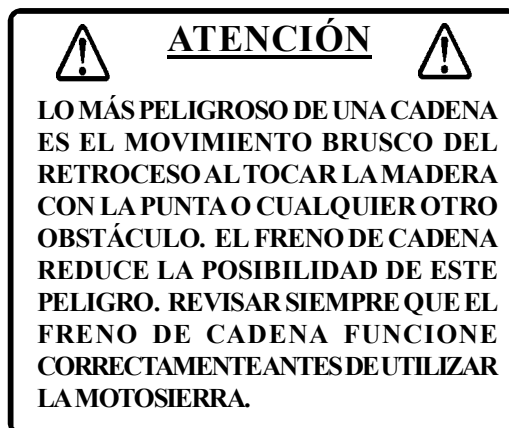 ATENCIÓN
LO MÁS PELIGROSO DE UNA CADENA
ES EL MOVIMIENTO BRUSCO DEL
RETROCESO AL TOCAR LA MADERA
CON LA PUNTA O CUALQUIER OTRO
OBSTÁCULO. EL FRENO DE CADENA
REDUCE LA POSIBILIDAD DE ESTE
PELIGRO. REVISAR SIEMPRE QUE EL
FRENO DE CADENA FUNCIONE
CORRECTAMENTE ANTES DE UTILIZAR
LA MOTOSIERRA.